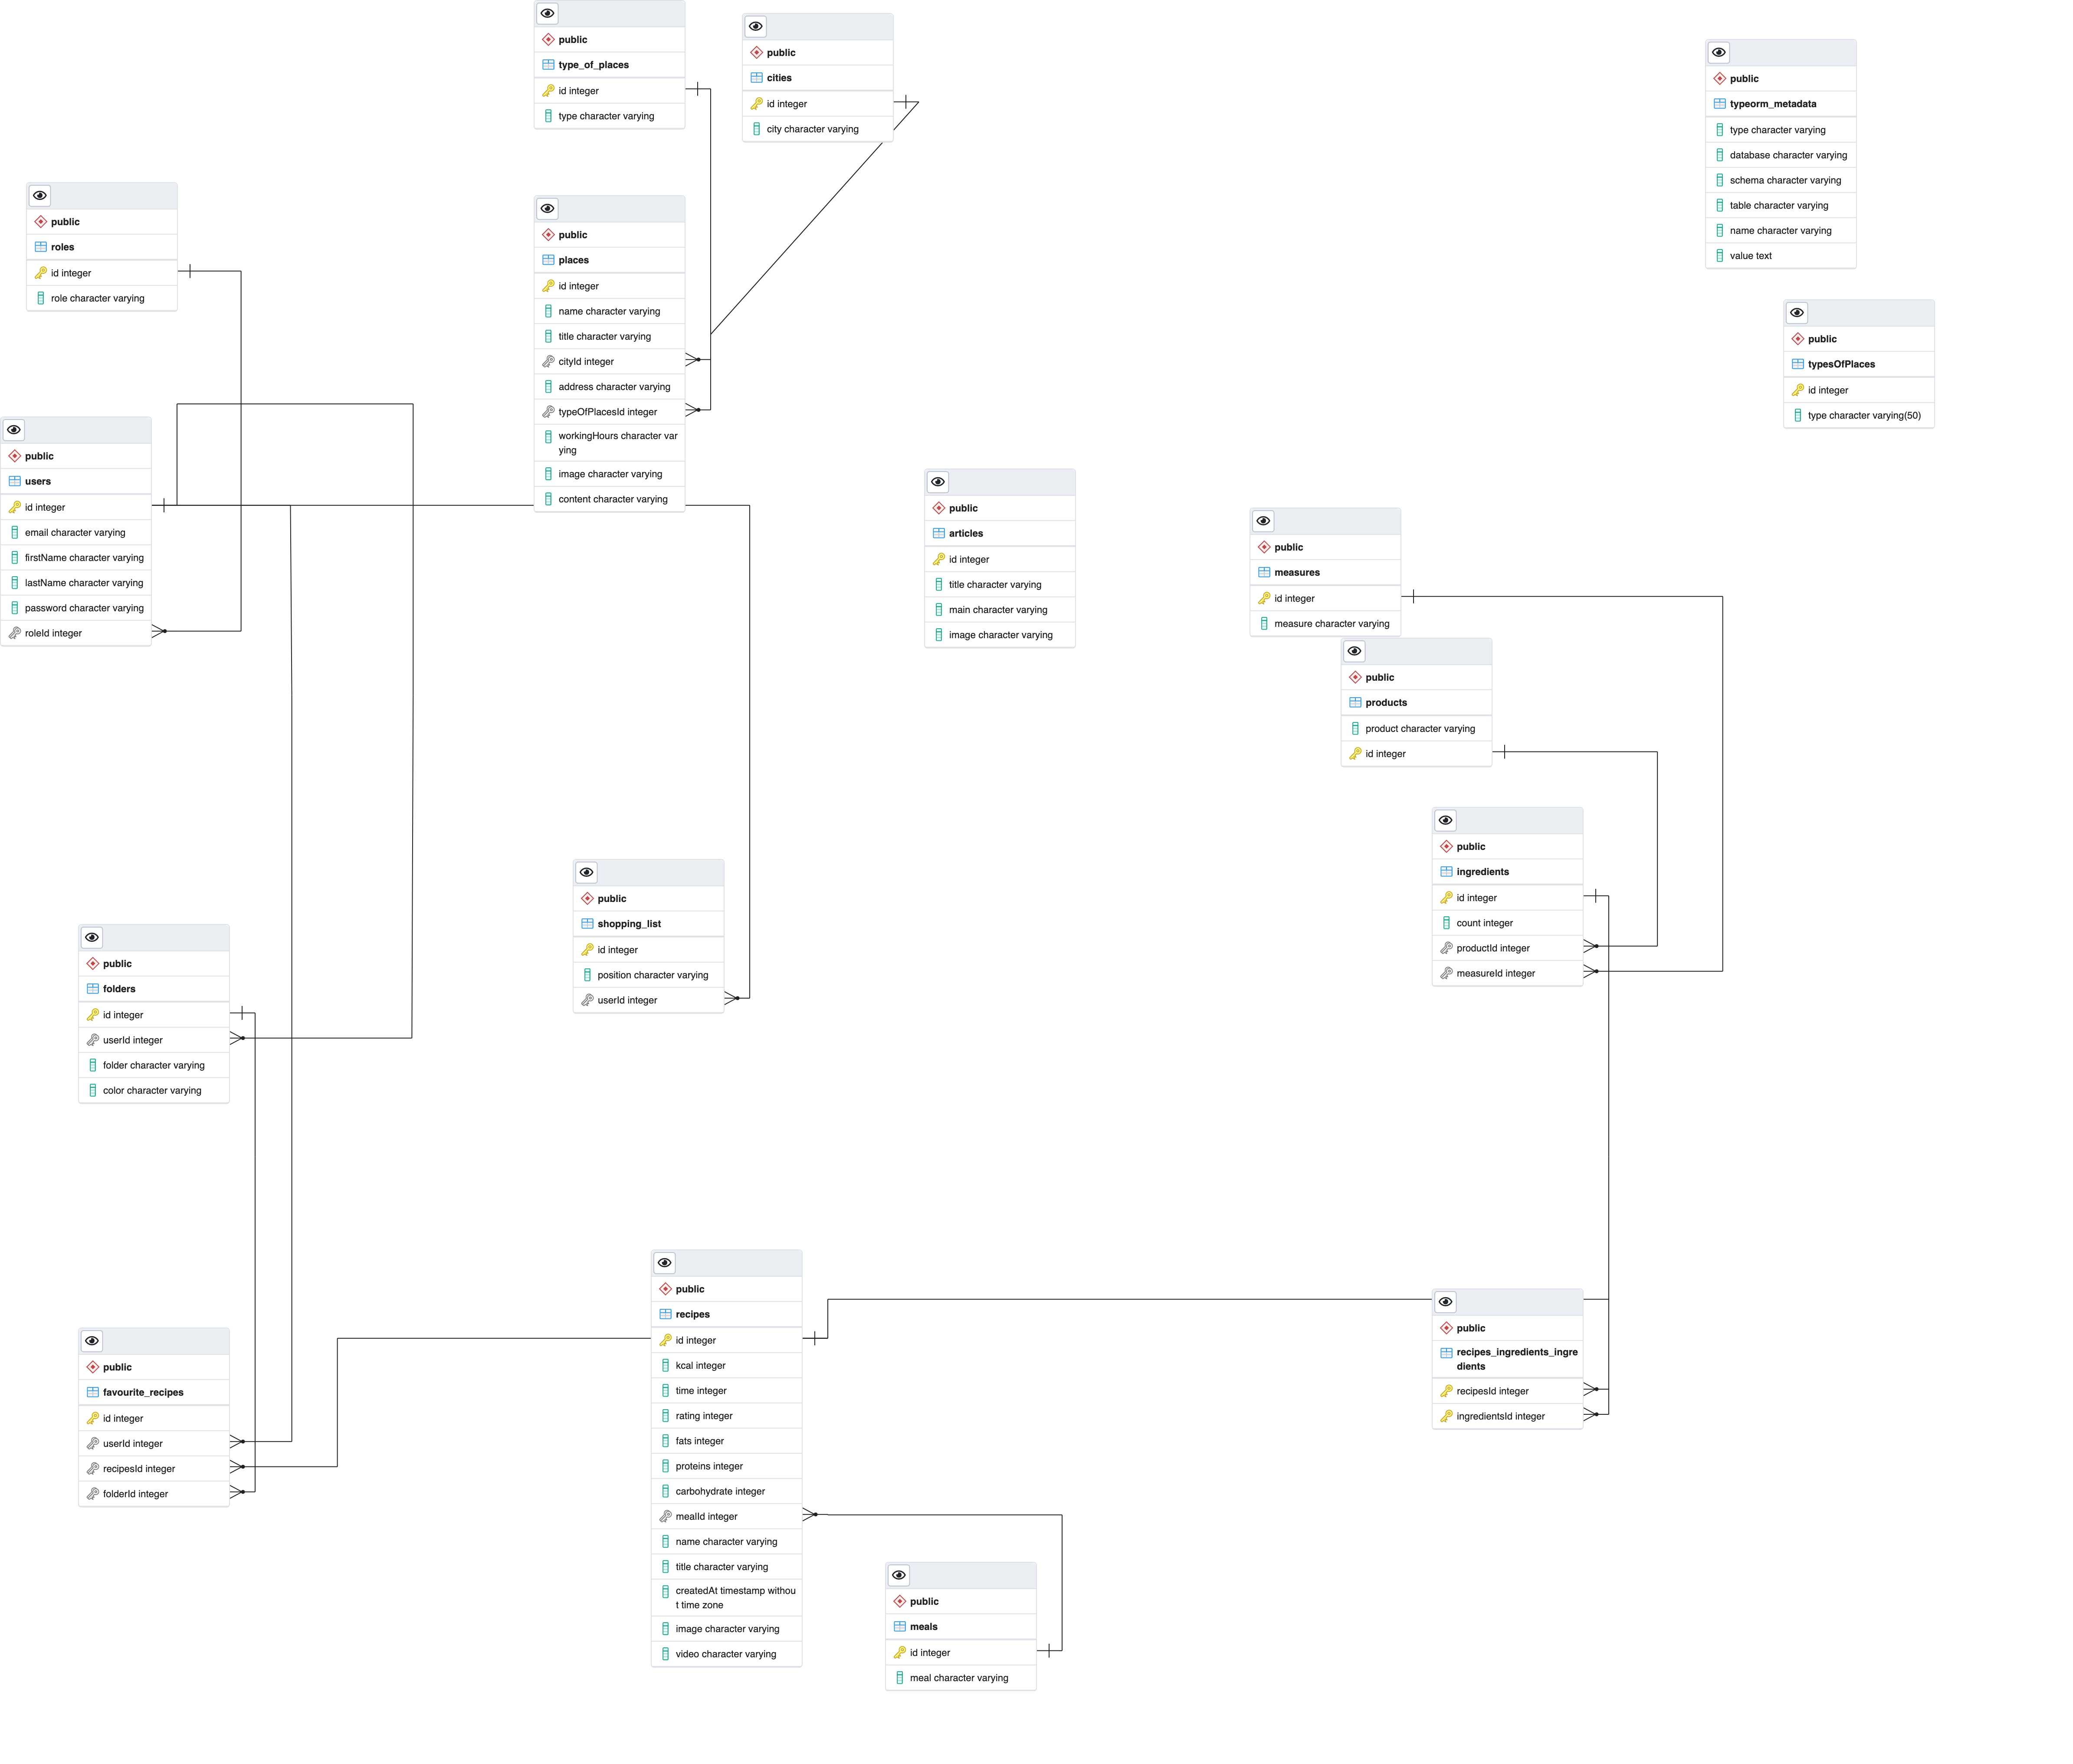 public
type_of_places
id integer
type character varying
public
cities
id integer
city character varying
public
typeorm_metadata
type character varying
database character varying
schema character varying
table character varying
name character varying
value text
public
roles
id integer
role character varying
public
places
id integer
name character varying
title character varying
cityId integer
address character varying
typeOfPlacesId integer
workingHours character var
ying
image character varying
content character varying
public
typesOfPlaces
id integer
type character varying(50)
public
users
id integer
email character varying
firstName character varying
lastName character varying
password character varying
roleId integer
public
articles
id integer
title character varying
main character varying
image character varying
public
measures
id integer
measure character varying
public
products
product character varying
id integer
public
ingredients
id integer
count integer
productId integer
measureId integer
public
shopping_list
id integer
position character varying
userId integer
public
folders
id integer
userId integer
folder character varying
color character varying
public
recipes
id integer
kcal integer
time integer
rating integer
fats integer
proteins integer
carbohydrate integer
mealId integer
name character varying
title character varying
createdAt timestamp withou
t time zone
image character varying
video character varying
public
recipes_ingredients_ingre
dients
recipesId integer
ingredientsId integer
public
favourite_recipes
id integer
userId integer
recipesId integer
folderId integer
public
meals
id integer
meal character varying